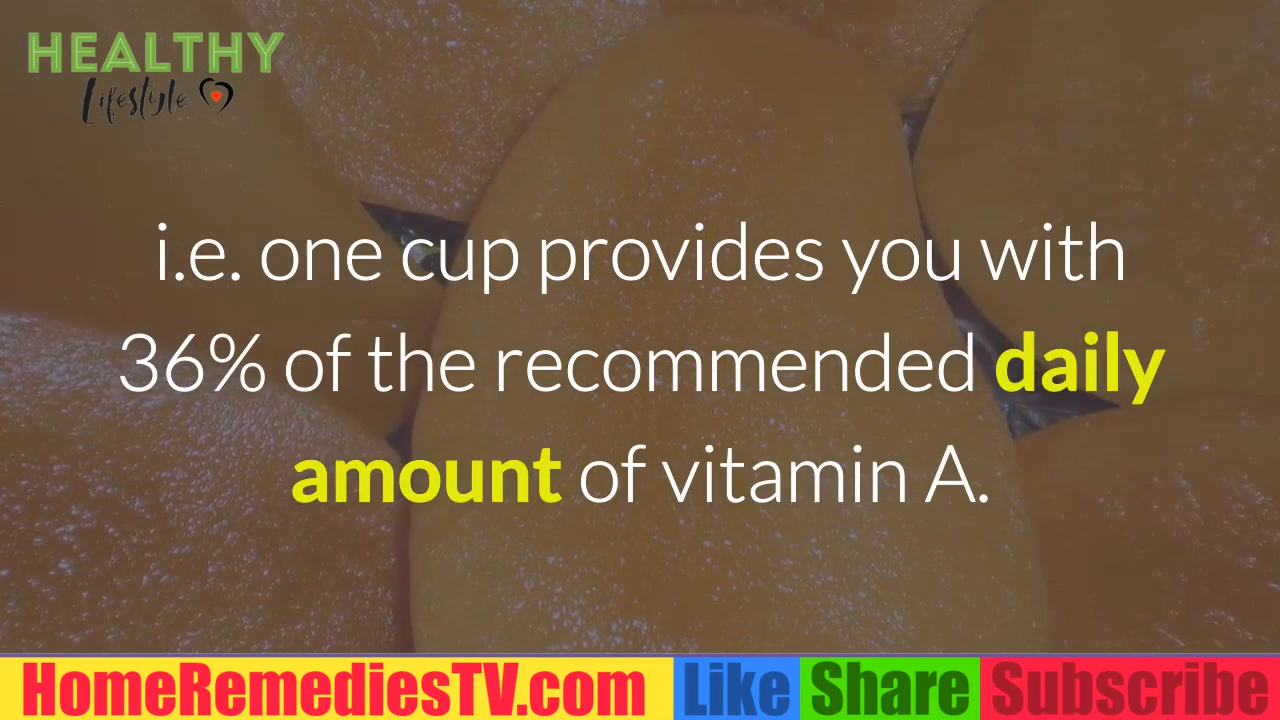 HEALTHY
Lifestyle
i.e. one cup provides you with
36% of the recommended daily
amount of vitamin A.
HomeRemediesTV.com Like Share Subscribe